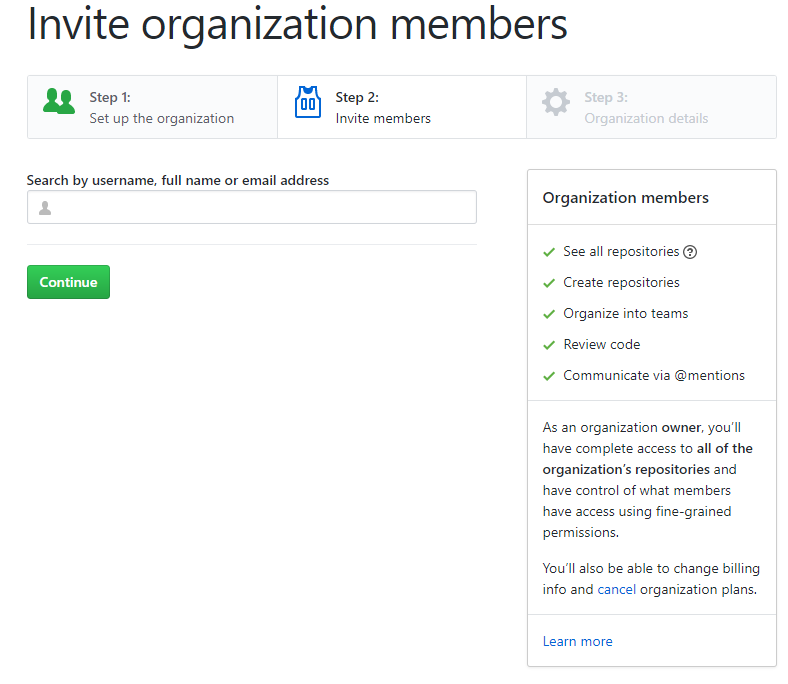 Invite organization members
Step 1:
Set up the organization
Step 2:
Invite members
Step 3:
Organization details
Search by username, full name or email address
Continue
Organization members
See all repositories
Create repositories
Organize into teams
Review code
Communicate via @mentions
As an organization owner, you’ll
have complete access to all of the
organization’s repositories and
have control of what members
have access using fine-grained
permissions.
You’ll also be able to change billing
info and cancel organization plans.
Learn more